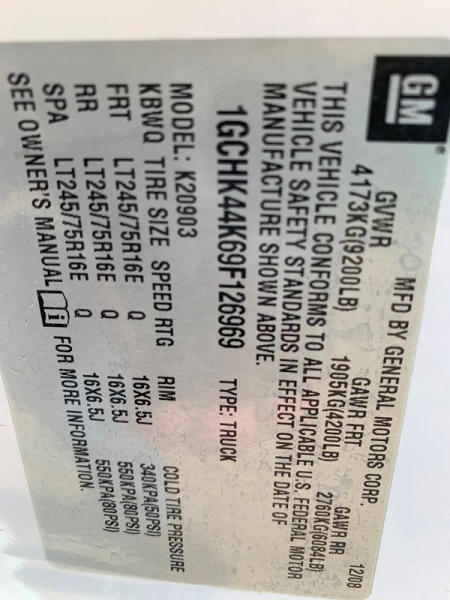 GM ® MFD BY GENERAL MOTORS CORP. 12/08
GVWR GAWR FRT GAWR RR
4173KG(9200LB) 1905KG(4200LB) 2760KG(6084LB)
THIS VEHICLE CONFORMS TO ALL APPLICABLE U.S. FEDERAL MOTOR
VEHICLE SAFETY STANDARDS IN EFFECT ON THE DATE OF
MANUFACTURE SHOWN ABOVE.
1GCHK44K69F126969 TYPE: TRUCK
MODEL: K20903
KBWQ TIRE SIZE SPEED RTG RIM COLD TIRE PRESSURE
FRT LT245/75R16E Q 16X6.5J 340KPA(50PSI)
RR LT245/75R16E Q 16X6.5J 550KPA(80PSI)
SPA LT245/75R16E Q 16X6.5J 550KPA(80PSI)
SEE OWNER'S MANUAL i FOR MORE INFORMATION.